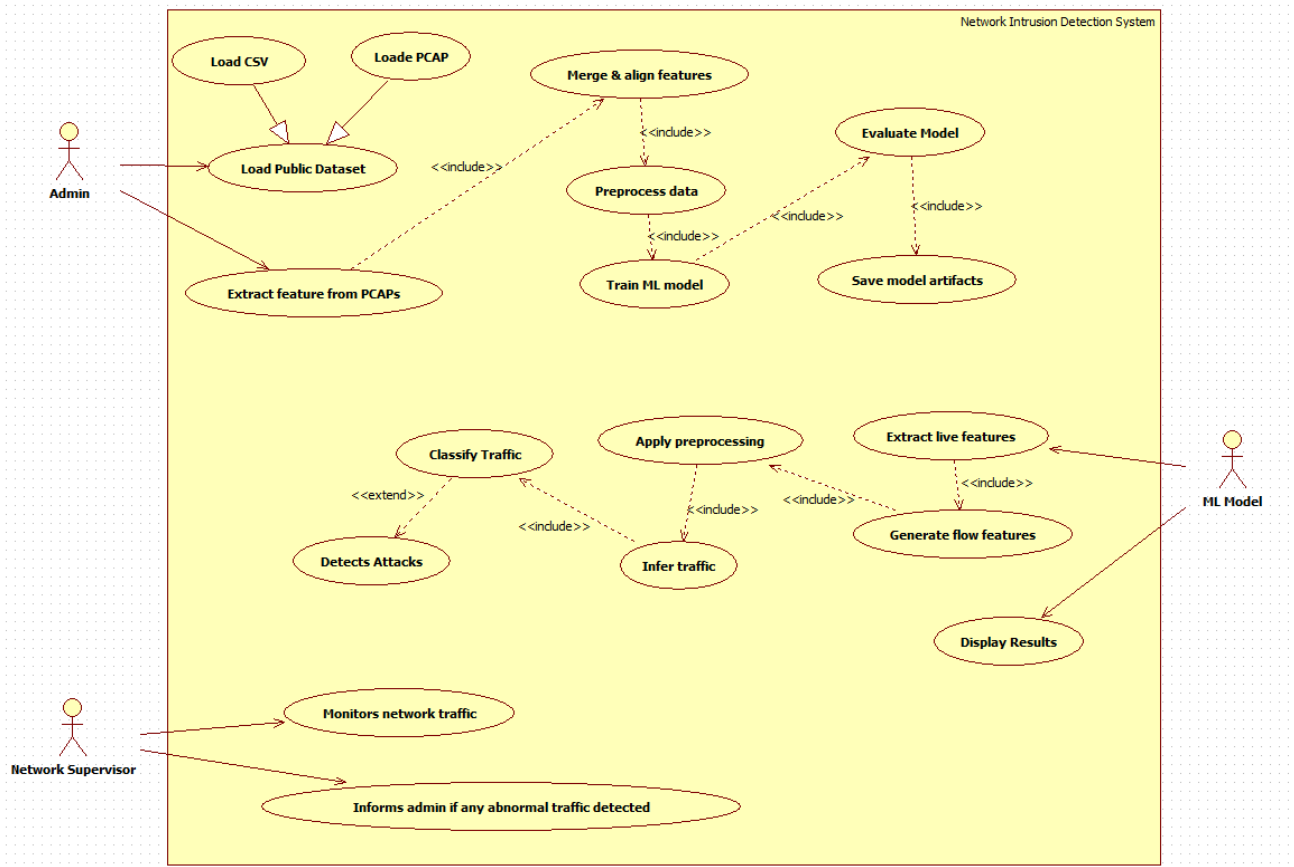 Network Intrusion Detection System
Load CSV
Loade PCAP
Merge & align features
<<include>>
Evaluate Model
Admin
Load Public Dataset
<<include>>
Preprocess data
<<include>>
<<include>>
<<include>>
Extract feature from PCAPs
Train ML model
Save model artifacts
Classify Traffic
Apply preprocessing
Extract live features
<<extend>>
<<include>>
<<include>>
<<include>>
<<include>>
ML Model
Detects Attacks
Infer traffic
Generate flow features
Display Results
Monitors network traffic
Network Supervisor
Informs admin if any abnormal traffic detected